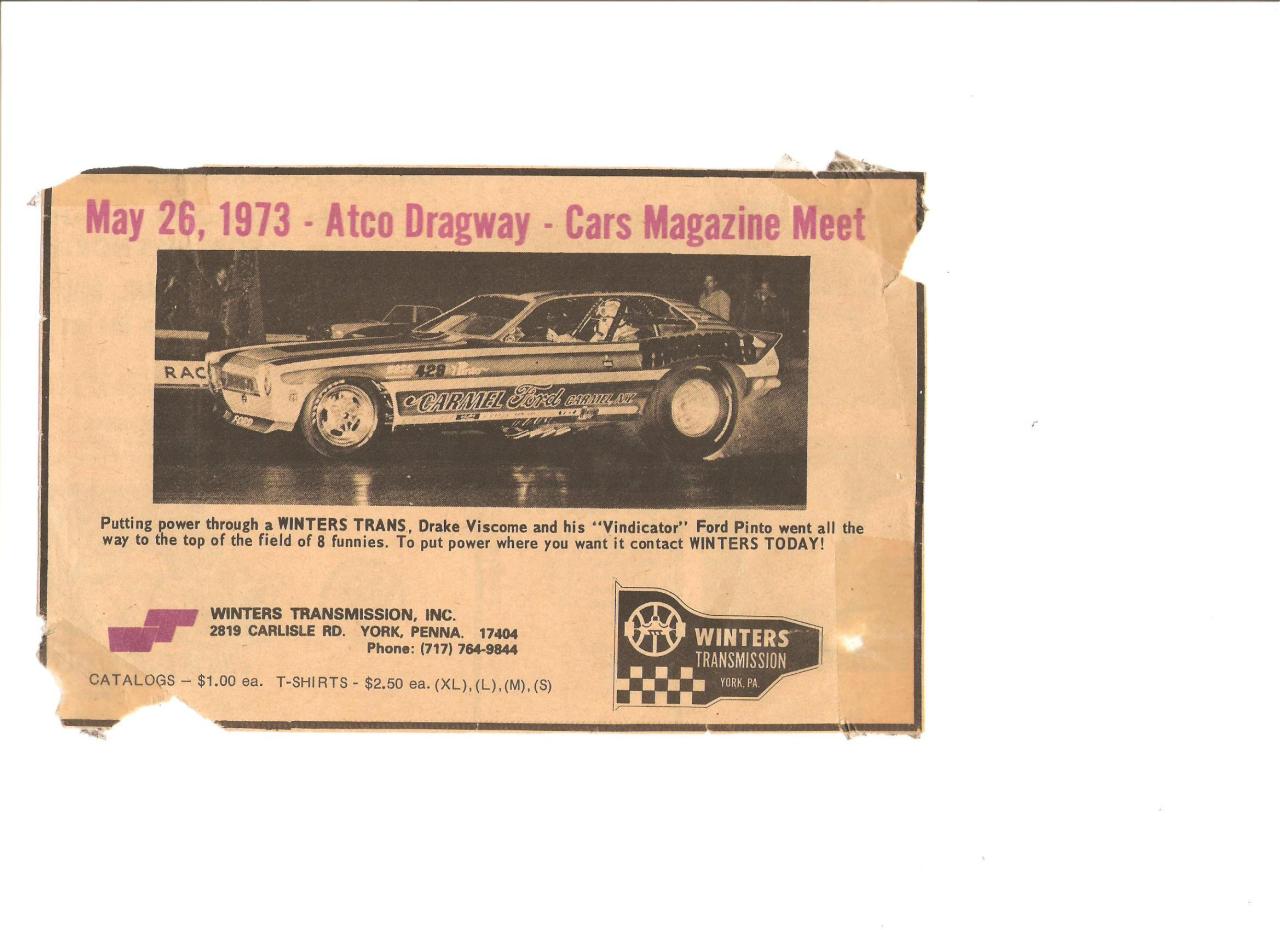 May 26, 1973 - Atco Dragway - Cars Magazine Meet
RAC
429
CARMEL Ford CARMEL, N.Y.
FORD
Putting power through a WINTERS TRANS, Drake Viscome and his "Vindicator" Ford Pinto went all the
way to the top of the field of 8 funnies. To put power where you want it contact WINTERS TODAY!
WINTERS TRANSMISSION, INC.
2819 CARLISLE RD. YORK, PENNA. 17404
Phone: (717) 764-9844
CATALOGS – $1.00 ea. T-SHIRTS - $2.50 ea. (XL), (L), (M), (S)
WINTERS
TRANSMISSION
YORK, PA.